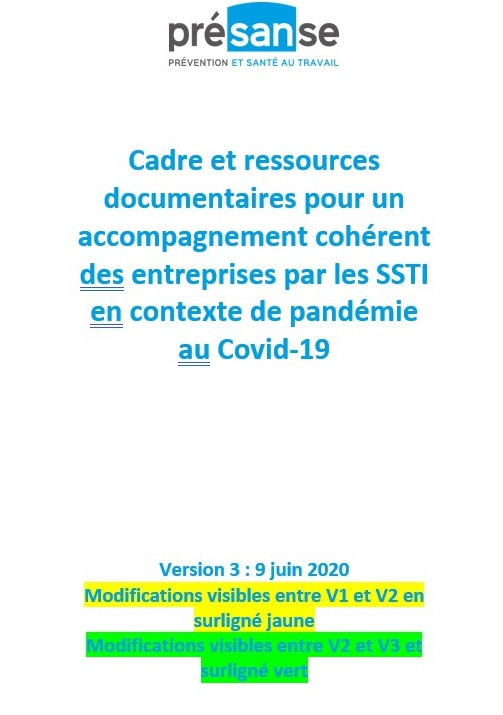 présanse
PRÉVENTION ET SANTÉ AU TRAVAIL
Cadre et ressources
documentaires pour un
accompagnement cohérent
des entreprises par les SSTI
en contexte de pandémie
au Covid-19
Version 3 : 9 juin 2020
Modifications visibles entre V1 et V2 en
surligné jaune
Modifications visibles entre V2 et V3 et
surligné vert